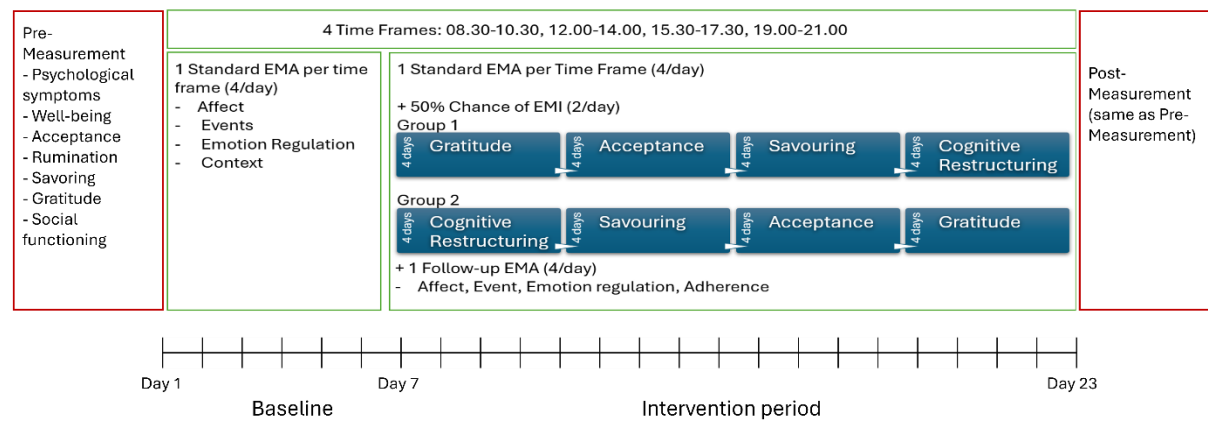 Pre-
Measurement
- Psychological
symptoms
- Well-being
- Acceptance
- Rumination
- Savoring
- Gratitude
- Social
functioning
4 Time Frames: 08.30-10.30, 12.00-14.00, 15.30-17.30, 19.00-21.00
1 Standard EMA per time
frame (4/day)
- Affect
- Events
- Emotion Regulation
- Context
1 Standard EMA per Time Frame (4/day)
+ 50% Chance of EMI (2/day)
Group 1
4 days
Gratitude
4 days
Acceptance
4 days
Savouring
4 days
Cognitive
Restructuring
Group 2
4 days
Cognitive
Restructuring
4 days
Savouring
4 days
Acceptance
4 days
Gratitude
+ 1 Follow-up EMA (4/day)
- Affect, Event, Emotion regulation, Adherence
Post-
Measurement
(same as Pre-
Measurement)
Day 1
Day 7
Day 23
Baseline
Intervention period